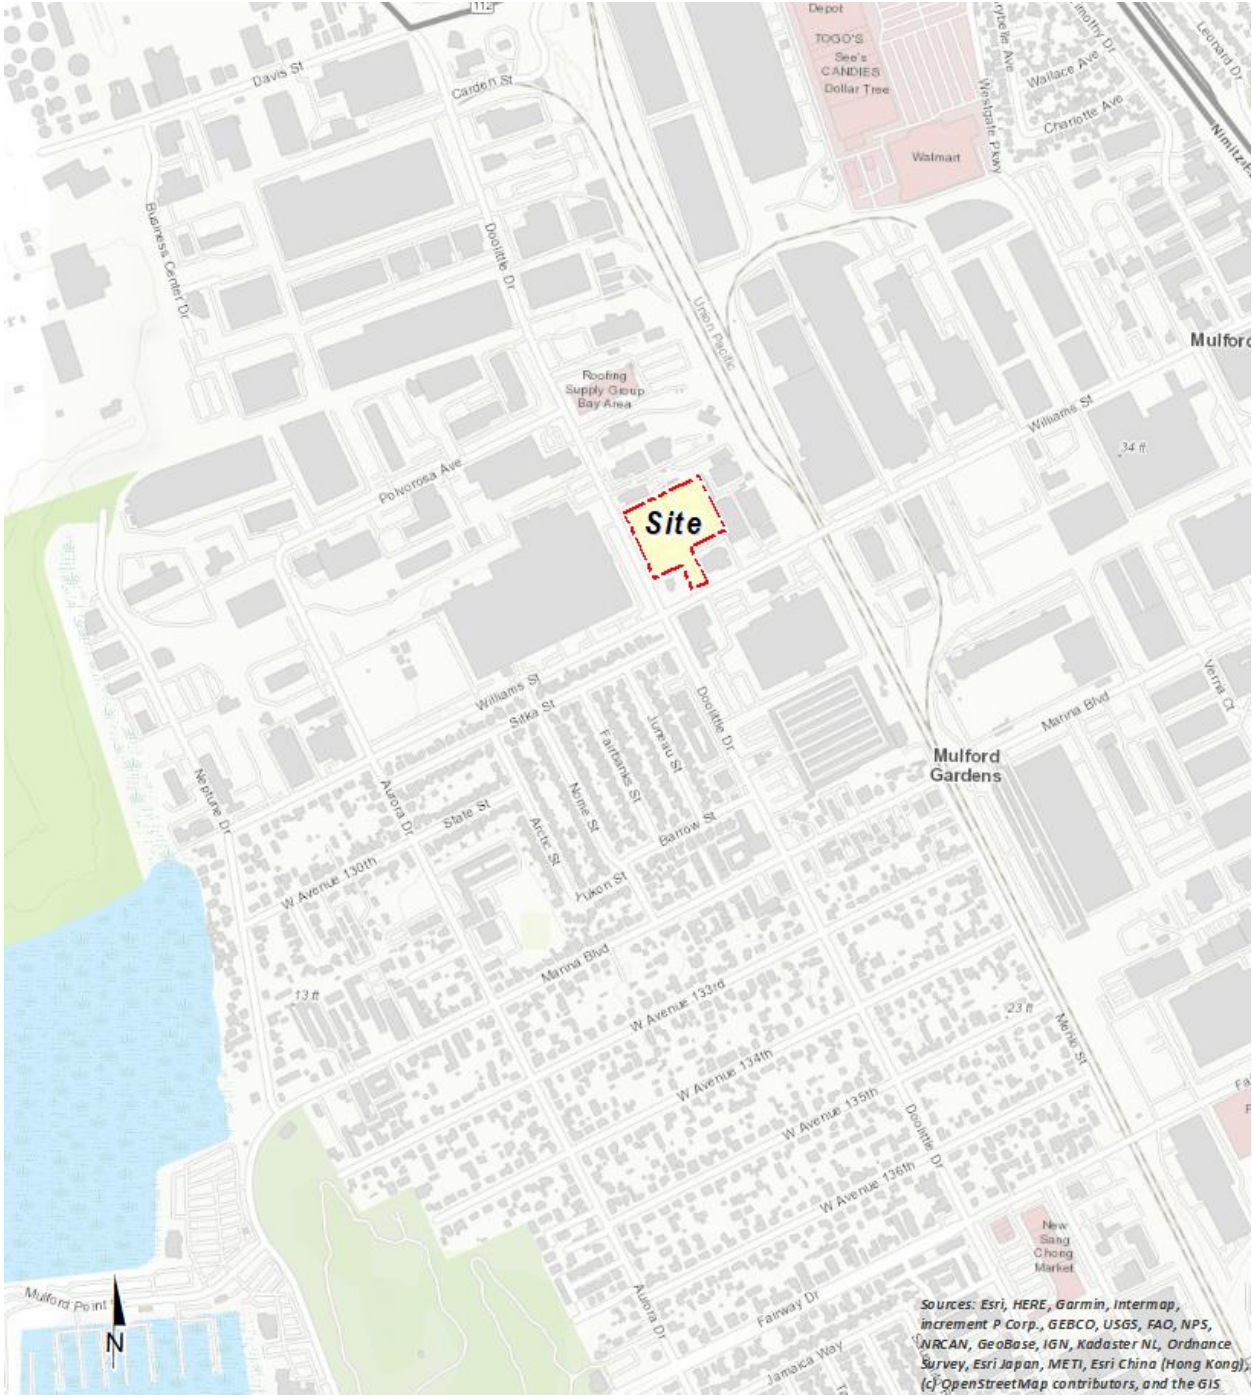 112
Depot
TOGO'S
See's
CANDIES
Dollar Tree
Walmart
Timothy Dr
Leonard Dr
Wallace Ave
Charlotte Ave
Westgate Pkwy
Davis St
Carden St
Business Center Dr
Doolittle Dr
Union Pacific
Mulford
Roofing
Supply Group
Bay Area
Williams St
34 ft
Polvorosa Ave
Site
Williams St
Sitka St
Juneau St
Fairbanks St
Nome St
Arctic St
Doolittle Dr
Marina Blvd
Verna Ct
Mulford
Gardens
Neptune Dr
Aurora Dr
State St
Barrow St
Yukon St
W Avenue 130th
Marina Blvd
13 ft
W Avenue 133rd
23 ft
Menlo St
W Avenue 134th
W Avenue 135th
Doolittle Dr
W Avenue 136th
New
Sang
Chong
Market
Mulford Point
N
Aurora Dr
Fairway Dr
Jamaica Way
Sources: Esri, HERE, Garmin, Intermap,
increment P Corp., GEBCO, USGS, FAO, NPS,
NRCAN, GeoBase, IGN, Kadaster NL, Ordnance
Survey, Esri Japan, METI, Esri China (Hong Kong),
(c) OpenStreetMap contributors, and the GIS